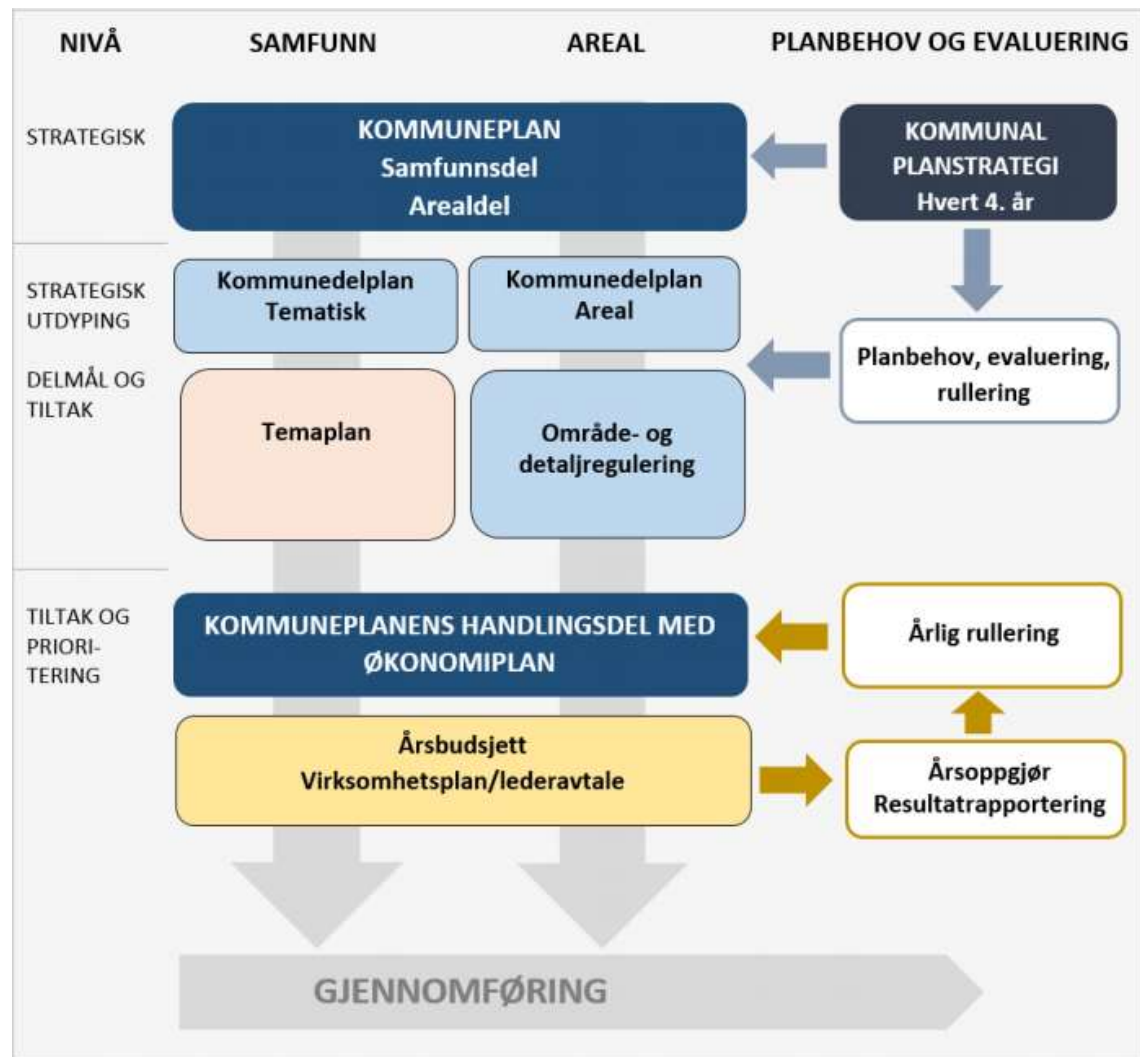 NIVÅ
SAMFUNN
AREAL
PLANBEHOV OG EVALUERING
STRATEGISK
KOMMUNEPLAN
Samfunnsdel
Arealdel
KOMMUNAL
PLANSTRATEGI
Hvert 4. år
STRATEGISK
UTDYPING
Kommunedelplan
Tematisk
Kommunedelplan
Areal
Planbehov, evaluering,
rullering
DELMÅL OG
TILTAK
Temaplan
Område- og
detaljregulering
TILTAK OG
PRIORI-
TERING
KOMMUNEPLANENS HANDLINGSDEL MED
ØKONOMIPLAN
Årlig rullering
Årsbudsjett
Virksomhetsplan/lederavtale
Årsoppgjør
Resultatrapportering
GJENNOMFØRING